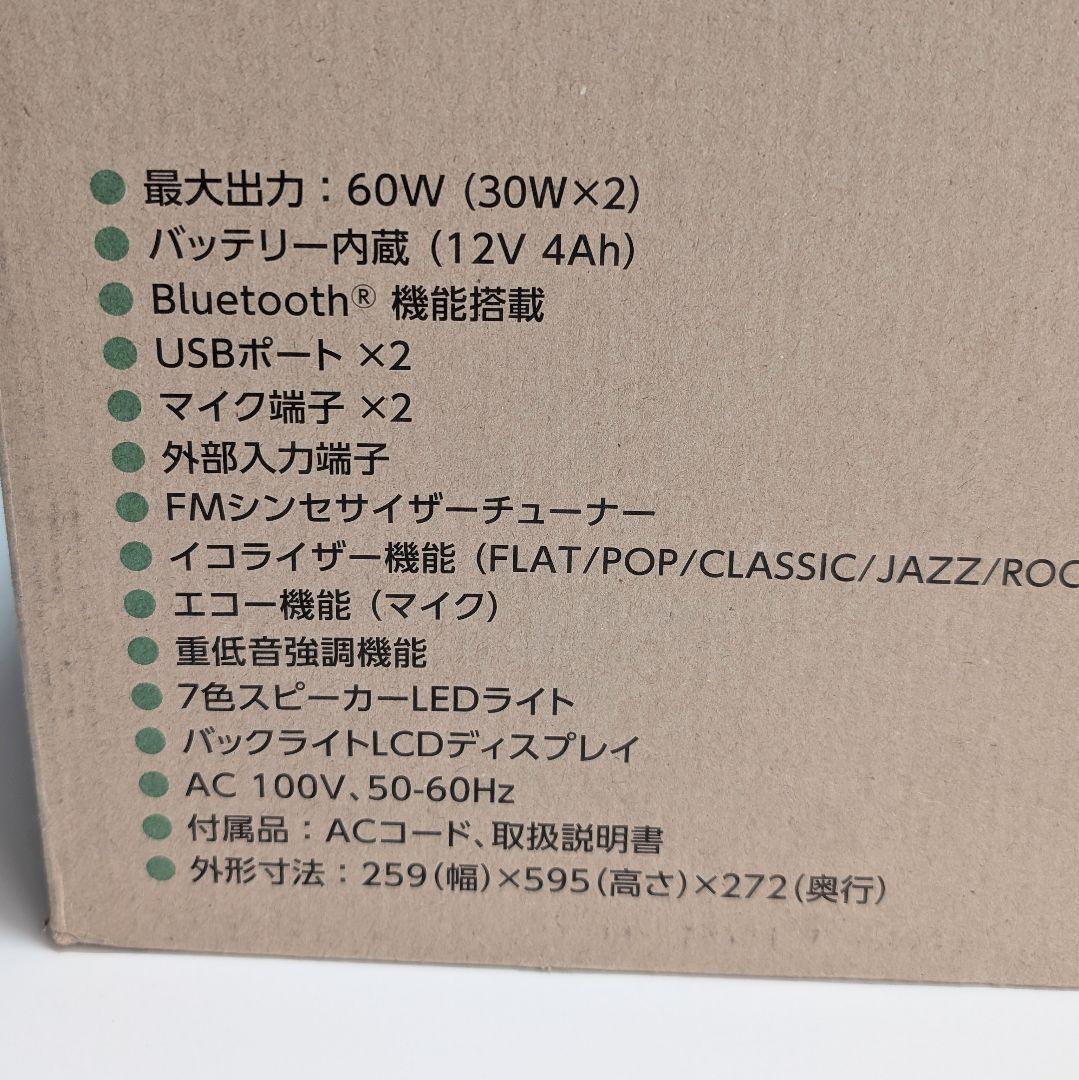 ● 最大出力：60W (30W×2)
● バッテリー内蔵 (12V 4Ah)
● Bluetooth® 機能搭載
● USBポート ×2
● マイク端子 ×2
● 外部入力端子
● FMシンセサイザーチューナー
● イコライザー機能 (FLAT/POP/CLASSIC/JAZZ/ROC
● エコー機能 (マイク)
● 重低音強調機能
● 7色スピーカーLEDライト
● バックライトLCDディスプレイ
● AC 100V、50-60Hz
● 付属品：ACコード、取扱説明書
● 外形寸法：259(幅)×595(高さ)×272(奥行)